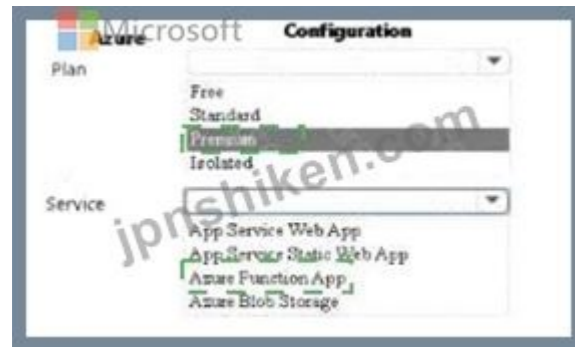 Microsoft
Azure Configuration
Plan
Free
Standard
Premium
Isolated
Service
App Service Web App
App Service Static Web App
Azure Function App
Azure Blob Storage
jpnshiken.com